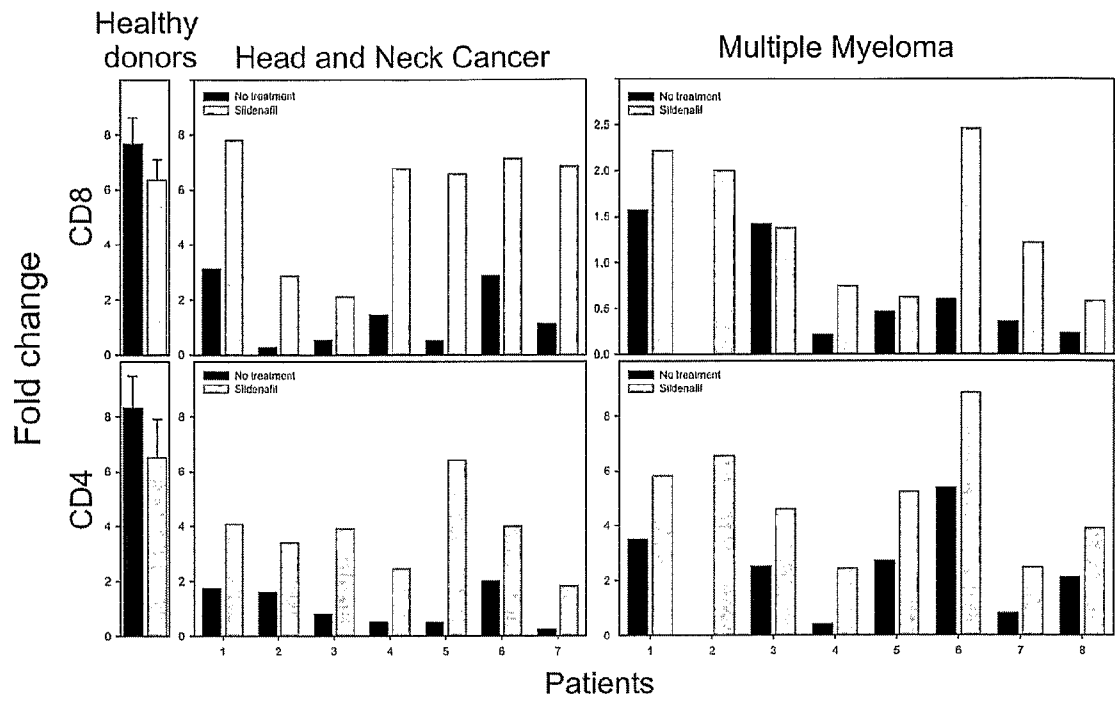 Healthy
donors
Head and Neck Cancer
Multiple Myeloma
No treatment
Sildenafil
No treatment
Sildenafil
8
6
4
2
0
8
6
4
2
0
2.5
2.0
1.5
1.0
0.5
0.0
CD8
Fold change
No treatment
Sildenafil
No treatment
Sildenafil
8
6
4
2
0
8
6
4
2
0
8
6
4
2
0
CD4
1 2 3 4 5 6 7
1 2 3 4 5 6 7 8
Patients